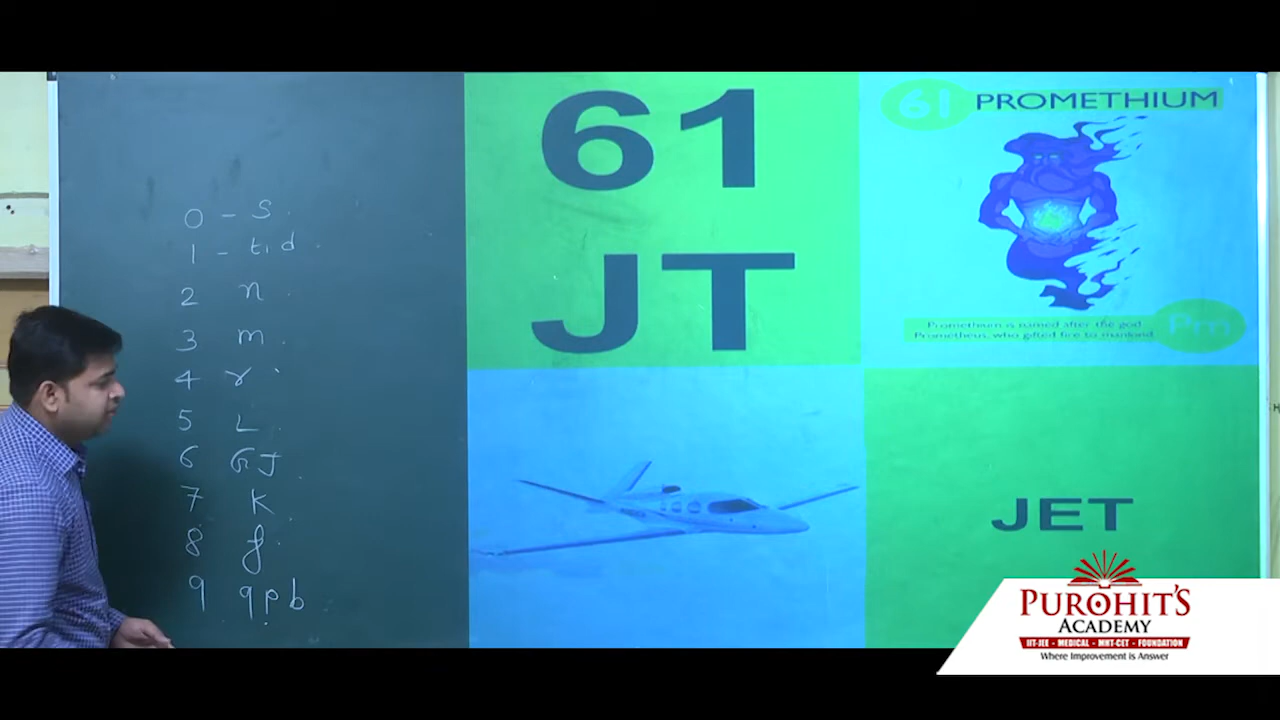 0 - s
1 - t, d
2 n
3 m
4 r
5 L
6 G J
7 K
8 f
9 q p b
61
JT
61 PROMETHIUM
Promethium is named after the god
Prometheus, who gifted fire to mankind
Pm
JET
PUROHIT'S
ACADEMY
IIT-JEE - MEDICAL - MHT-CET - FOUNDATION
Where Improvement is Answer